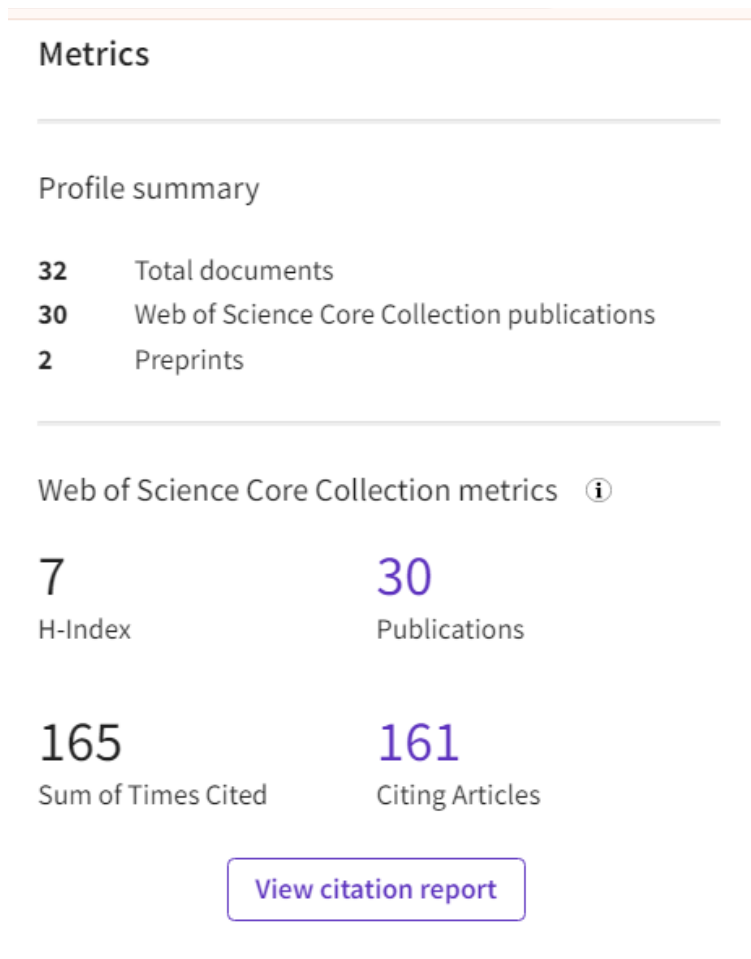 Metrics
Profile summary
32 Total documents
30 Web of Science Core Collection publications
2 Preprints
Web of Science Core Collection metrics
7 30
H-Index Publications
165 161
Sum of Times Cited Citing Articles
View citation report